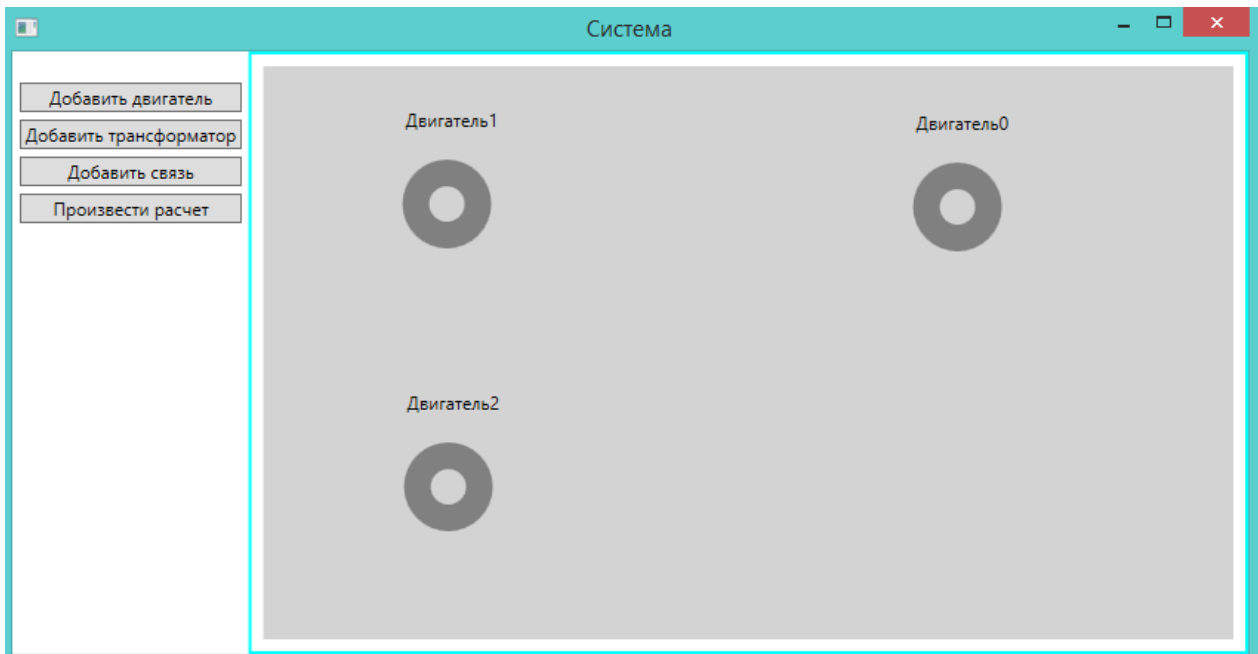 Система
Добавить двигатель
Добавить трансформатор
Добавить связь
Произвести расчет
Двигатель1
Двигатель0
Двигатель2